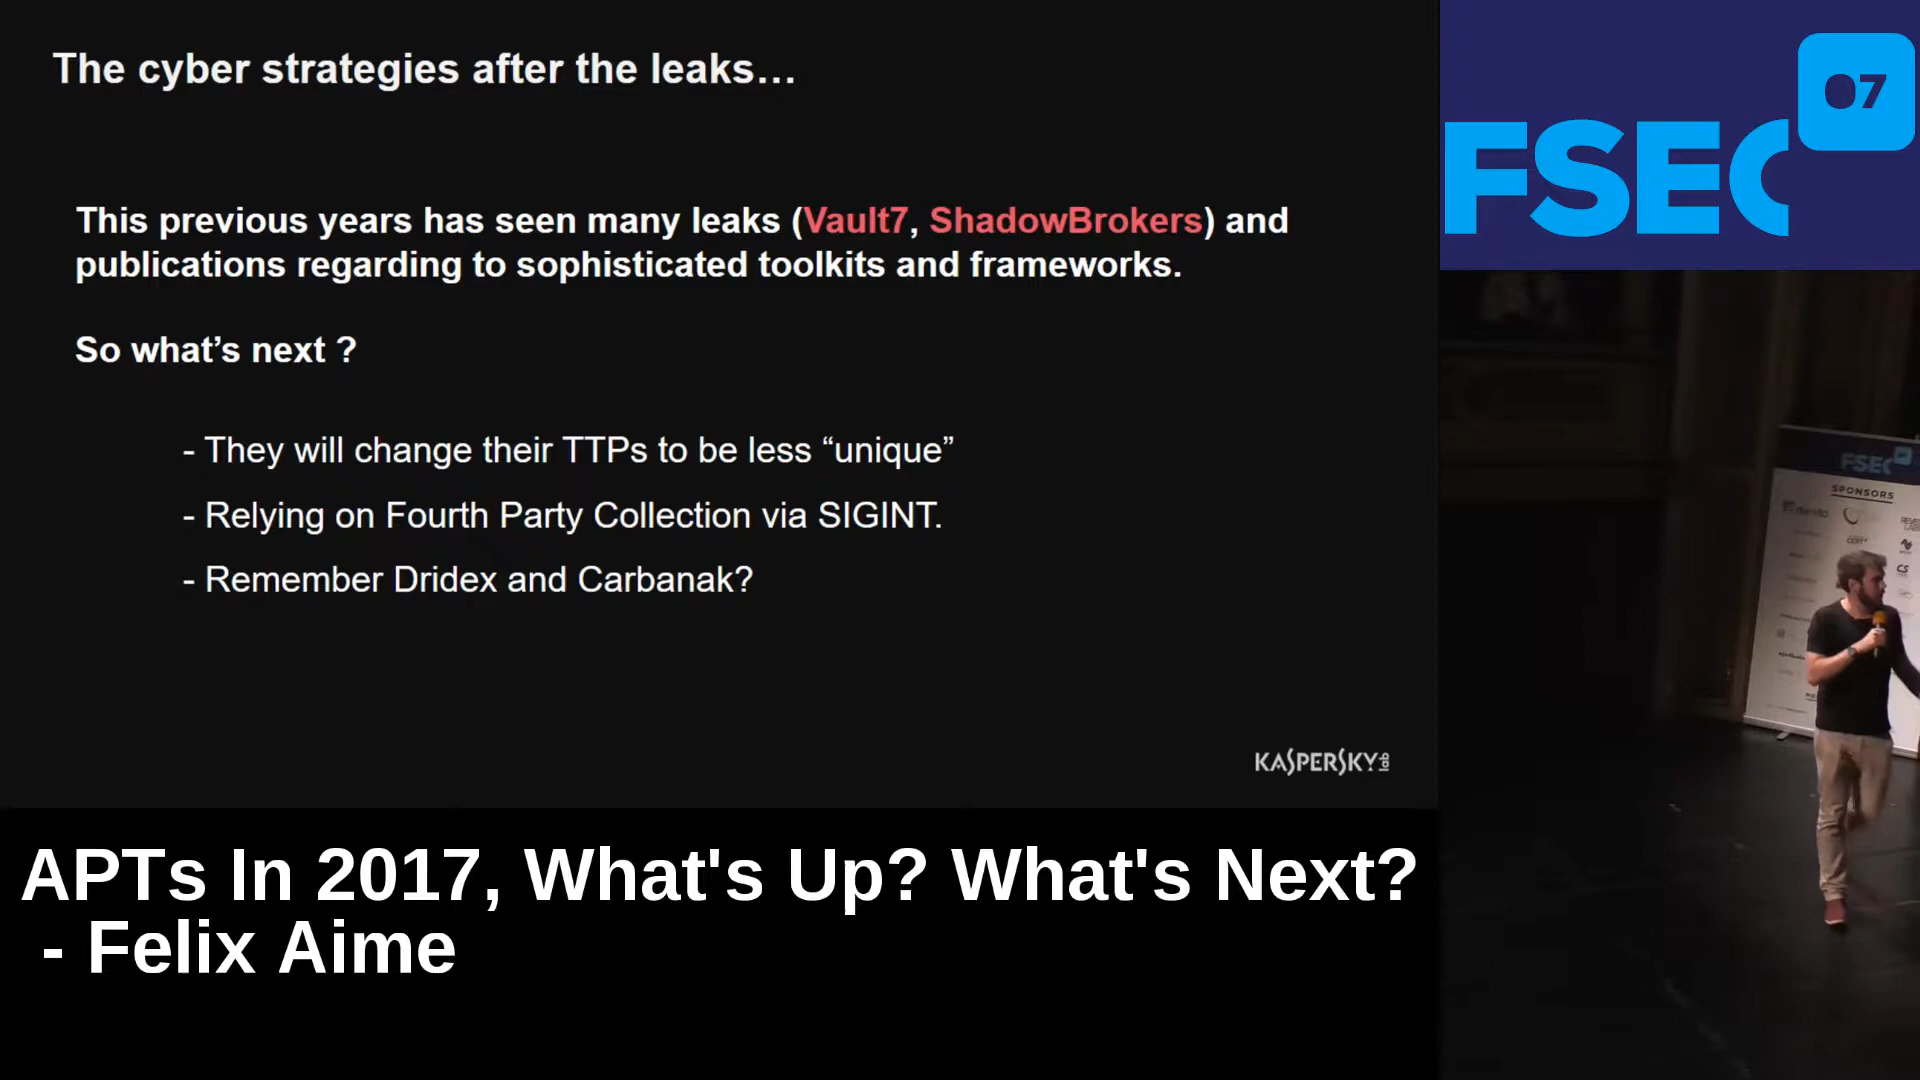 The cyber strategies after the leaks…
This previous years has seen many leaks (Vault7, ShadowBrokers) and
publications regarding to sophisticated toolkits and frameworks.
So what’s next ?
- They will change their TTPs to be less “unique”
- Relying on Fourth Party Collection via SIGINT.
- Remember Dridex and Carbanak?
KASPERSKY lab
APTs In 2017, What's Up? What's Next?
- Felix Aime
07
FSEC
FSEC
SPONSORS